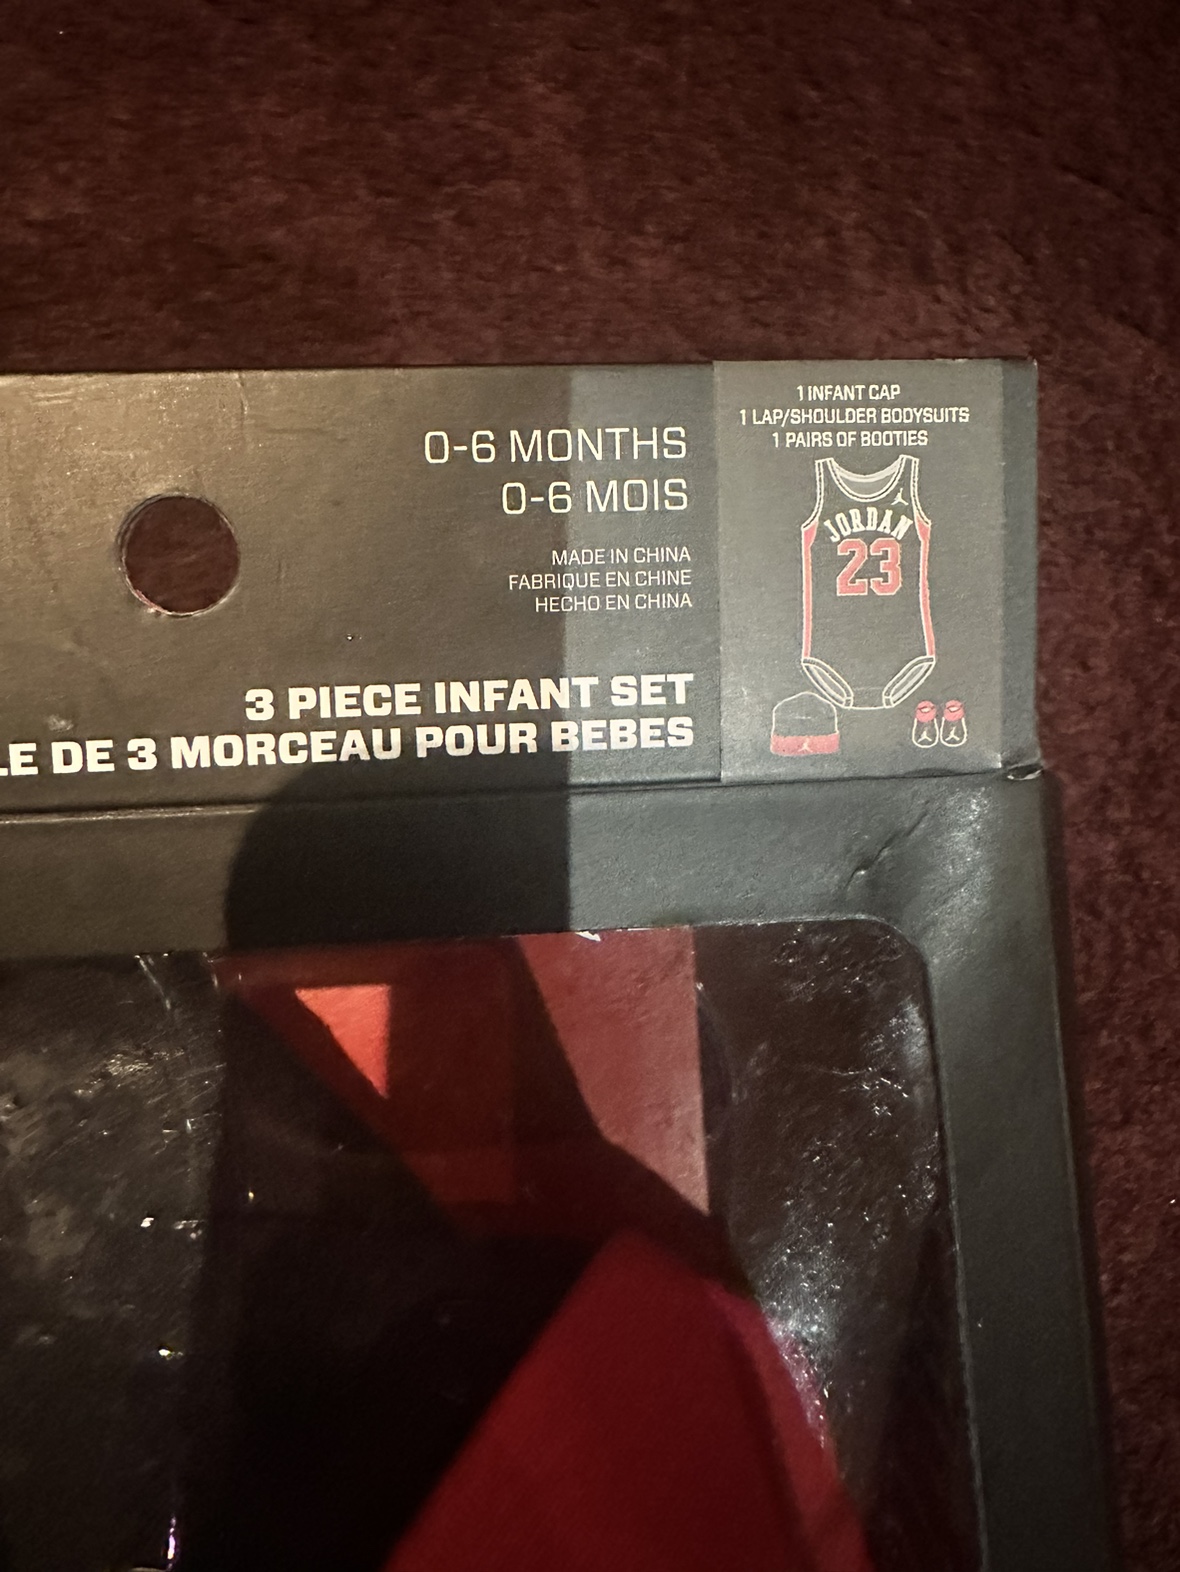 0-6 MONTHS
0-6 MOIS
MADE IN CHINA
FABRIQUE EN CHINE
HECHO EN CHINA
3 PIECE INFANT SET
LE DE 3 MORCEAU POUR BEBES
1 INFANT CAP
1 LAP/SHOULDER BODYSUITS
1 PAIRS OF BOOTIES
JORDAN
23